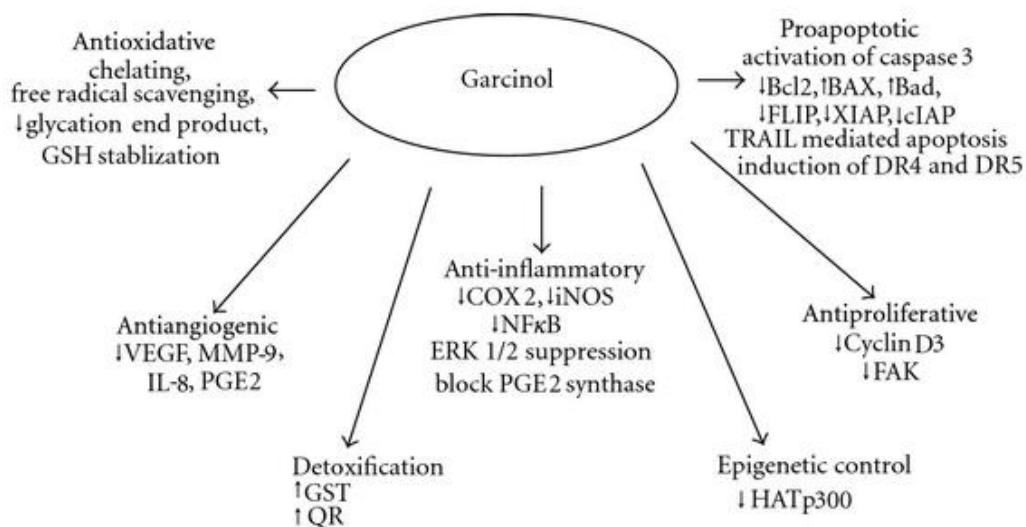 Garcinol
Antioxidative
chelating,
free radical scavenging,
↓glycation end product,
GSH stablization
Proapoptotic
activation of caspase 3
↓Bcl2, ↑BAX, ↑Bad,
↓FLIP, ↓XIAP, ↓cIAP
TRAIL mediated apoptosis
induction of DR4 and DR5
Antiangiogenic
↓VEGF, MMP-9,
IL-8, PGE2
Anti-inflammatory
↓COX 2, ↓iNOS
↓NFκB
ERK 1/2 suppression
block PGE2 synthase
Antiproliferative
↓Cyclin D3
↓FAK
Detoxification
↑GST
↑QR
Epigenetic control
↓HATp300